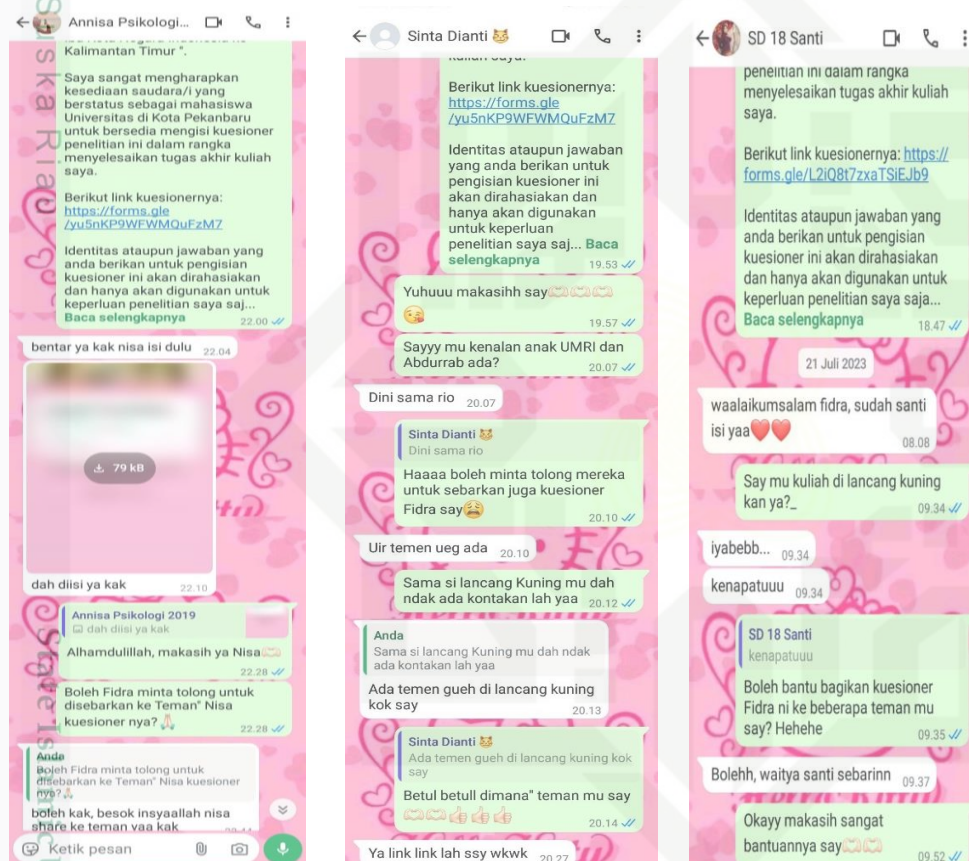 Annisa Psikologi...
Kalimantan Timur ".
Saya sangat mengharapkan
kesediaan saudara/i yang
berstatus sebagai mahasiswa
Universitas di Kota Pekanbaru
untuk bersedia mengisi kuesioner
penelitian ini dalam rangka
menyelesaikan tugas akhir kuliah
saya.
Berikut link kuesionernya:
https://forms.gle
/yu5nKP9WFWMQuFzM7
Identitas ataupun jawaban yang
anda berikan untuk pengisian
kuesioner ini akan dirahasiakan
dan hanya akan digunakan untuk
keperluan penelitian saya saj...
Baca selengkapnya
22.00
bentar ya kak nisa isi dulu 22.04
79 kB
dah diisi ya kak
22.10
Annisa Psikologi 2019
dah diisi ya kak
Alhamdulillah, makasih ya Nisa
22.28
Boleh Fidra minta tolong untuk
disebarkan ke Teman" Nisa
kuesioner nya?
22.28
Anda
Boleh Fidra minta tolong untuk
disebarkan ke Teman" Nisa kuesioner
nya?
boleh kak, besok insyaallah nisa
share ke teman yaa kak
Ketik pesan
Sinta Dianti
Berikut link kuesionernya:
https://forms.gle
/yu5nKP9WFWMQuFzM7
Identitas ataupun jawaban
yang anda berikan untuk
pengisian kuesioner ini
akan dirahasiakan dan
hanya akan digunakan
untuk keperluan
penelitian saya saj... Baca
selengkapnya
19.53
Yuhuuu makasihh say
19.57
Sayyy mu kenalan anak UMRI dan
Abdurrab ada?
20.07
Dini sama rio 20.07
Sinta Dianti
Dini sama rio
Haaaa boleh minta tolong mereka
untuk sebarkan juga kuesioner
Fidra say
20.10
Uir temen ueg ada 20.10
Sama si lancang Kuning mu dah
ndak ada kontakan lah yaa 20.12
Anda
Sama si lancang Kuning mu dah ndak
ada kontakan lah yaa
Ada temen gueh di lancang kuning
kok say
20.13
Sinta Dianti
Ada temen gueh di lancang kuning kok
say
Betul betull dimana" teman mu say
20.14
Ya link link lah ssy wkwk 20.27
SD 18 Santi
penelitian ini dalam rangka
menyelesaikan tugas akhir kuliah
saya.
Berikut link kuesionernya: https://
forms.gle/L2iQ8t7zxaTSiEJb9
Identitas ataupun jawaban yang
anda berikan untuk pengisian
kuesioner ini akan dirahasiakan
dan hanya akan digunakan untuk
keperluan penelitian saya saja...
Baca selengkapnya
18.47
21 Juli 2023
waalaikumsalam fidra, sudah santi
isi yaa
08.08
Say mu kuliah di lancang kuning
kan ya?_
09.34
iyabebb... 09.34
kenapatuuu 09.34
SD 18 Santi
kenapatuuu
Boleh bantu bagikan kuesioner
Fidra ni ke beberapa teman mu
say? Hehehe
09.35
Bolehh, waitya santi sebarinn 09.37
Okayy makasih sangat
bantuannya say
09.52